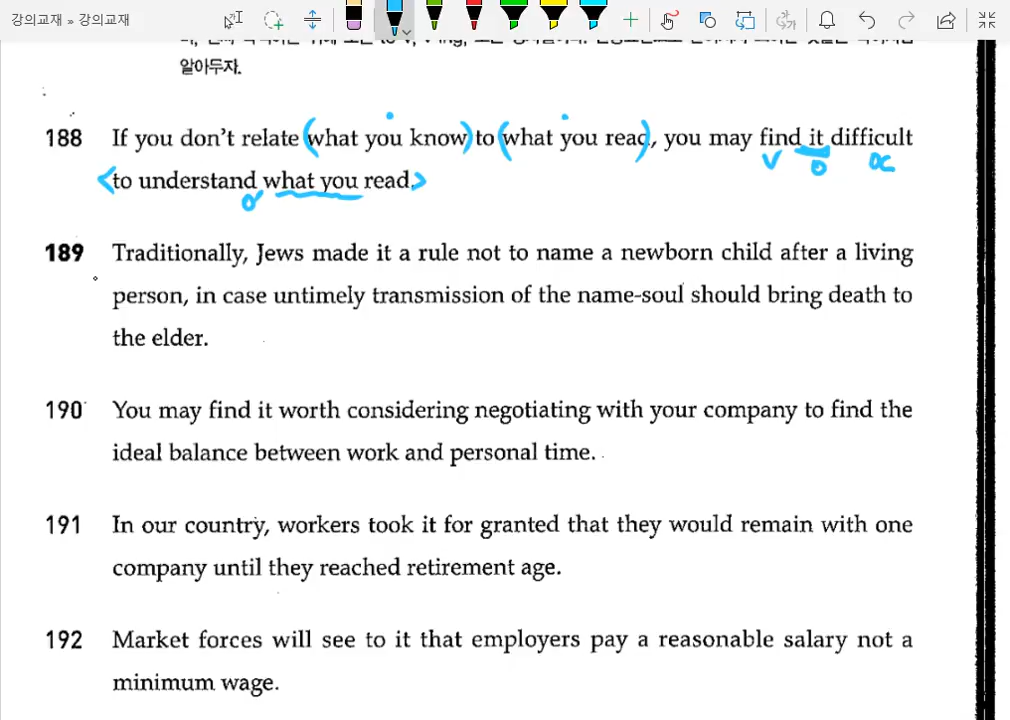 강의교재 » 강의교재
알아두자.
188 If you don't relate what you know to what you read, you may find it difficult
to understand what you read.
V O OC
O'
189 Traditionally, Jews made it a rule not to name a newborn child after a living
person, in case untimely transmission of the name-soul should bring death to
the elder.
190 You may find it worth considering negotiating with your company to find the
ideal balance between work and personal time.
191 In our country, workers took it for granted that they would remain with one
company until they reached retirement age.
192 Market forces will see to it that employers pay a reasonable salary not a
minimum wage.